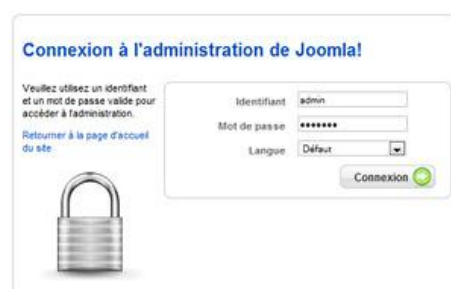 Connexion à l'administration de Joomla!
Veuillez utilisez un identifiant
et un mot de passe valide pour
accéder à l'administration.
Retourner à la page d'accueil
du site
Identifiant admin
Mot de passe •••••••
Langue Défaut
Connexion